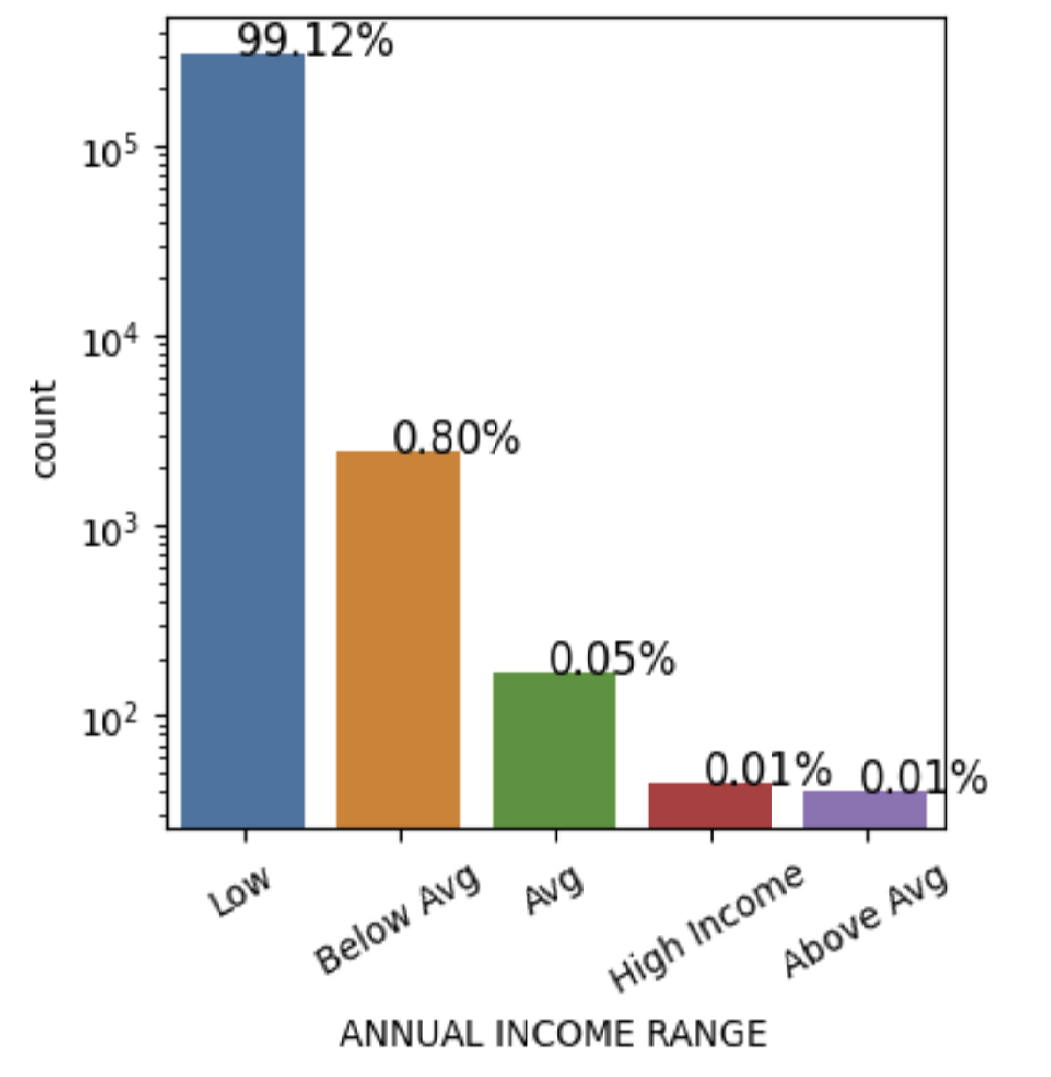 99.12%
10⁵
10⁴
count
0.80%
10³
0.05%
10²
0.01%
0.01%
Low
Below Avg
Avg
High Income
Above Avg
ANNUAL INCOME RANGE